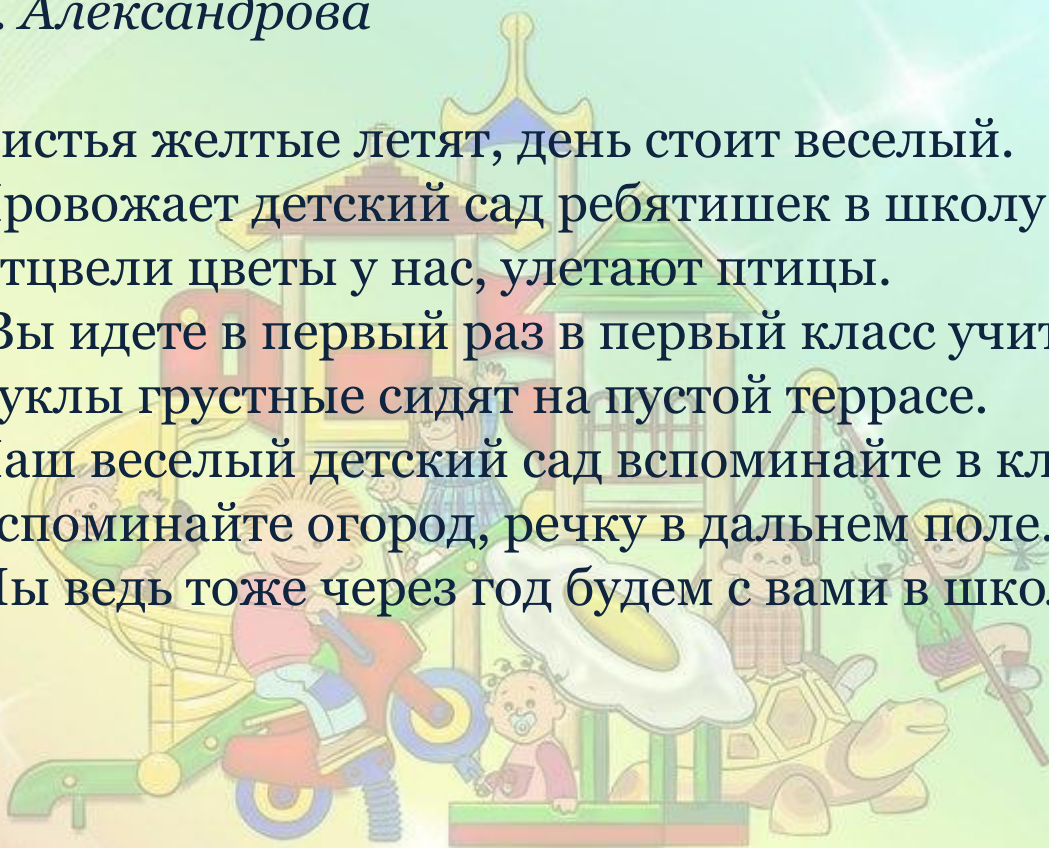 . Александрова
истья желтые летят, день стоит веселый.
ровожает детский сад ребятишек в школу
тцвели цветы у нас, улетают птицы.
Вы идете в первый раз в первый класс учит
уклы грустные сидят на пустой террасе.
аш веселый детский сад вспоминайте в кл
споминайте огород, речку в дальнем поле.
ы ведь тоже через год будем с вами в шко